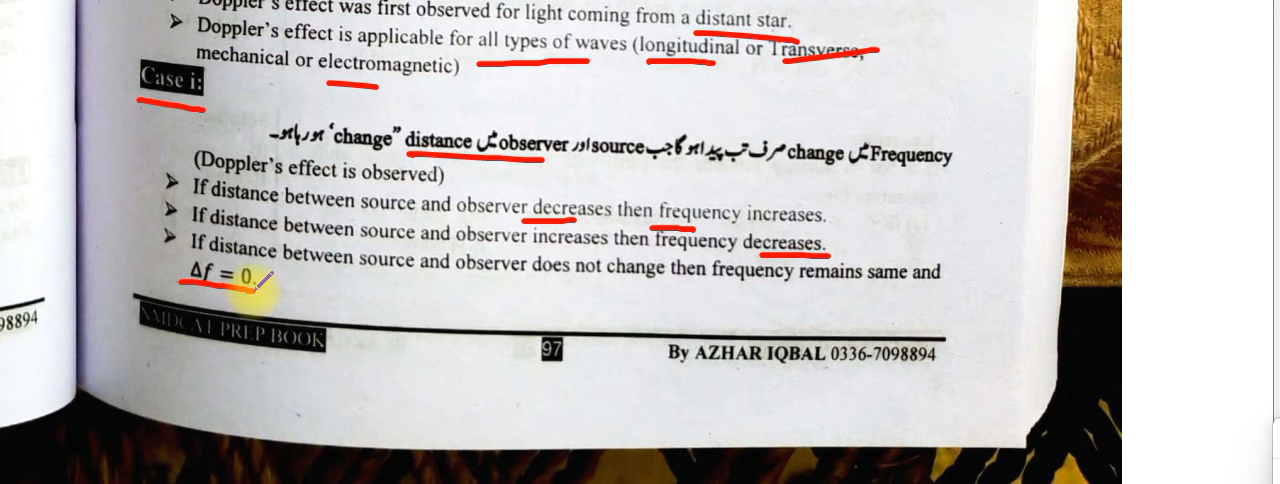 Doppler's effect was first observed for light coming from a distant star.
➤ Doppler's effect is applicable for all types of waves (longitudinal or Transverse,
mechanical or electromagnetic)
Case i:
Frequency میں change صرف تب پیدا ہو گا جب source اور observer میں distance "change' ہو رہا ہو۔
(Doppler's effect is observed)
➤ If distance between source and observer decreases then frequency increases.
➤ If distance between source and observer increases then frequency decreases.
➤ If distance between source and observer does not change then frequency remains same and
Δf = 0.
98894
NMDCAT PREP BOOK 97 By AZHAR IQBAL 0336-7098894